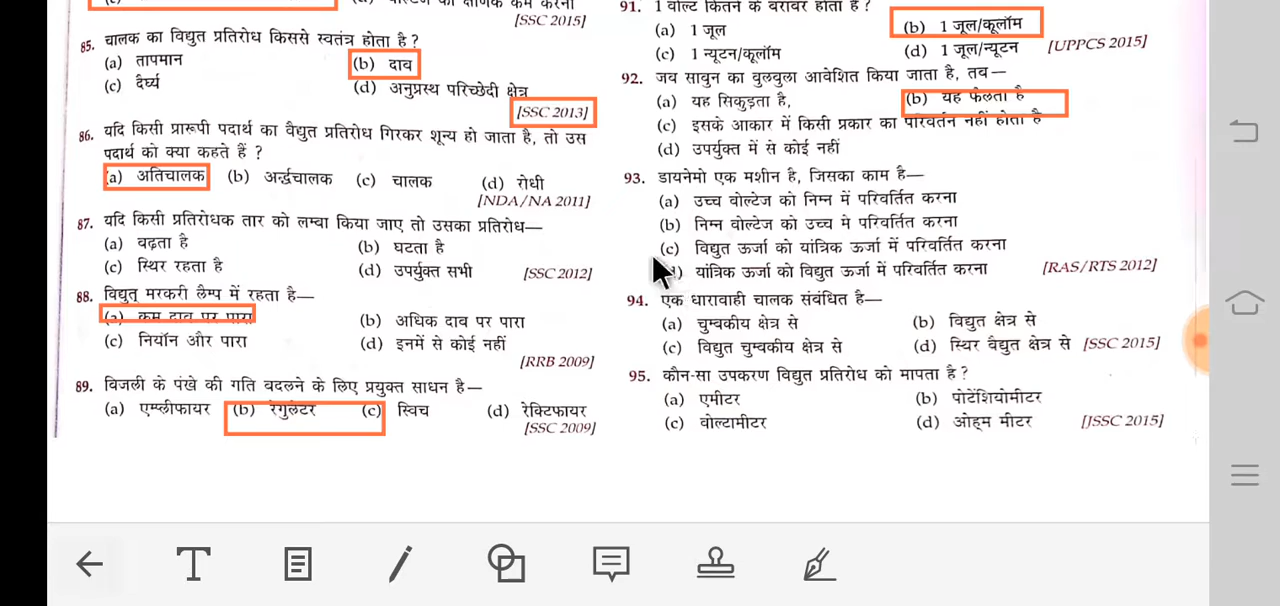 [SSC 2015]
85. चालक का विद्युत प्रतिरोध किससे स्वतंत्र होता है ?
(a) तापमान (b) दाव
(c) दैर्घ्य (d) अनुप्रस्थ परिच्छेदी क्षेत्र
[SSC 2013]
86. यदि किसी प्रारूपी पदार्थ का वैद्युत प्रतिरोध गिरकर शून्य हो जाता है, तो उस
पदार्थ को क्या कहते हैं ?
(a) अतिचालक (b) अर्द्धचालक (c) चालक (d) रोधी
[NDA/NA 2011]
87. यदि किसी प्रतिरोधक तार को लम्बा किया जाए तो उसका प्रतिरोध—
(a) बढ़ता है (b) घटता है
(c) स्थिर रहता है (d) उपर्युक्त सभी [SSC 2012]
88. विद्युत् मरकरी लैम्प में रहता है—
(a) कम दाव पर पारा (b) अधिक दाव पर पारा
(c) नियॉन और पारा (d) इनमें से कोई नहीं
[RRB 2009]
89. बिजली के पंखे की गति बदलने के लिए प्रयुक्त साधन है—
(a) एम्प्लीफायर (b) रेगुलेटर (c) स्विच (d) रेक्टिफायर
[SSC 2009]
91. 1 वोल्ट कितने के बराबर होता है ?
(a) 1 जूल (b) 1 जूल/कूलॉम
(c) 1 न्यूटन/कूलॉम (d) 1 जूल/न्यूटन [UPPCS 2015]
92. जब साबुन का बुलबुला आवेशित किया जाता है, तब—
(a) यह सिकुड़ता है, (b) यह फैलता है
(c) इसके आकार में किसी प्रकार का परिवर्तन नहीं होता है
(d) उपर्युक्त में से कोई नहीं
93. डायनेमो एक मशीन है, जिसका काम है—
(a) उच्च वोल्टेज को निम्न में परिवर्तित करना
(b) निम्न वोल्टेज को उच्च मे परिवर्तित करना
(c) विद्युत ऊर्जा को यांत्रिक ऊर्जा में परिवर्तित करना
यांत्रिक ऊर्जा को विद्युत ऊर्जा में परिवर्तित करना [RAS/RTS 2012]
94. एक धारावाही चालक संबंधित है—
(a) चुम्बकीय क्षेत्र से (b) विद्युत क्षेत्र से
(c) विद्युत चुम्बकीय क्षेत्र से (d) स्थिर वैद्युत क्षेत्र से [SSC 2015]
95. कौन-सा उपकरण विद्युत प्रतिरोध को मापता है ?
(a) एमीटर (b) पोटेंशियोमीटर
(c) वोल्टामीटर (d) ओह्म मीटर [JSSC 2015]
T